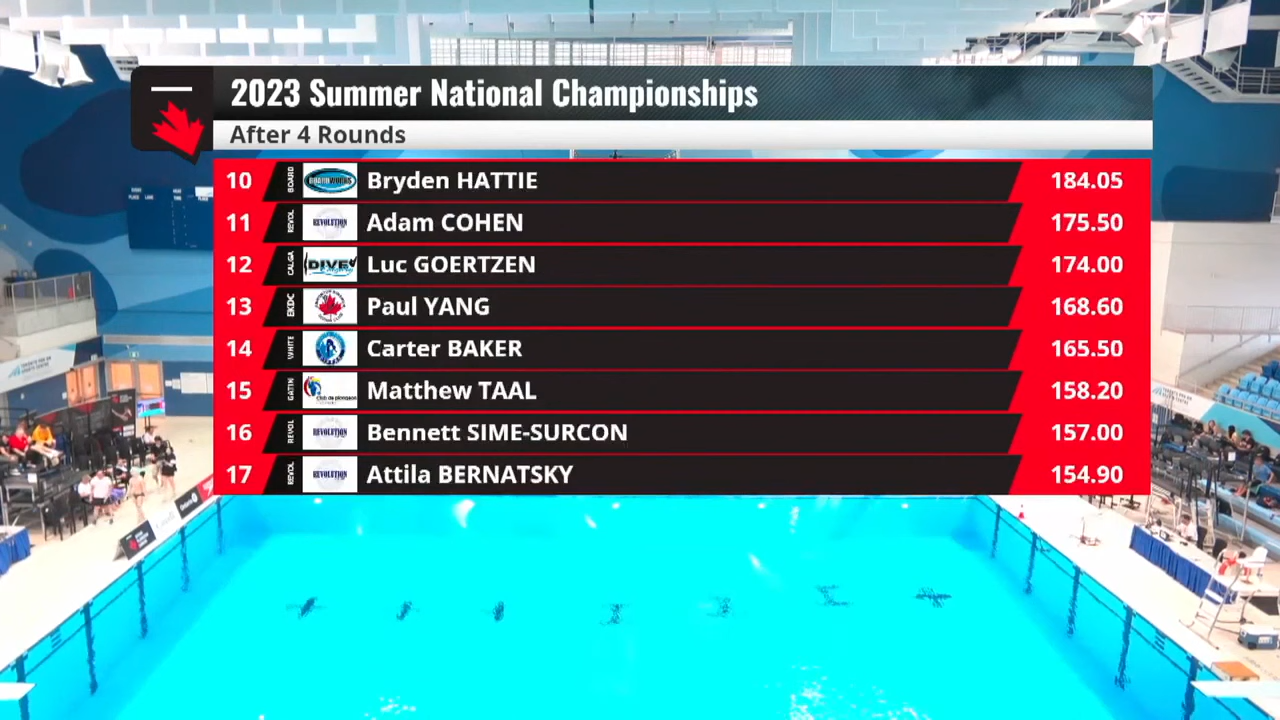 2023 Summer National Championships
After 4 Rounds
10 BOARD BOARDWORKS Bryden HATTIE 184.05
11 REVOL REVOLUTION Adam COHEN 175.50
12 CALGA DIVE Calgary Luc GOERTZEN 174.00
13 EKDC Paul YANG 168.60
14 WHITE Carter BAKER 165.50
15 GATIN Club de plongeon Matthew TAAL 158.20
16 REVOL REVOLUTION Bennett SIME-SURCON 157.00
17 REVOL REVOLUTION Attila BERNATSKY 154.90